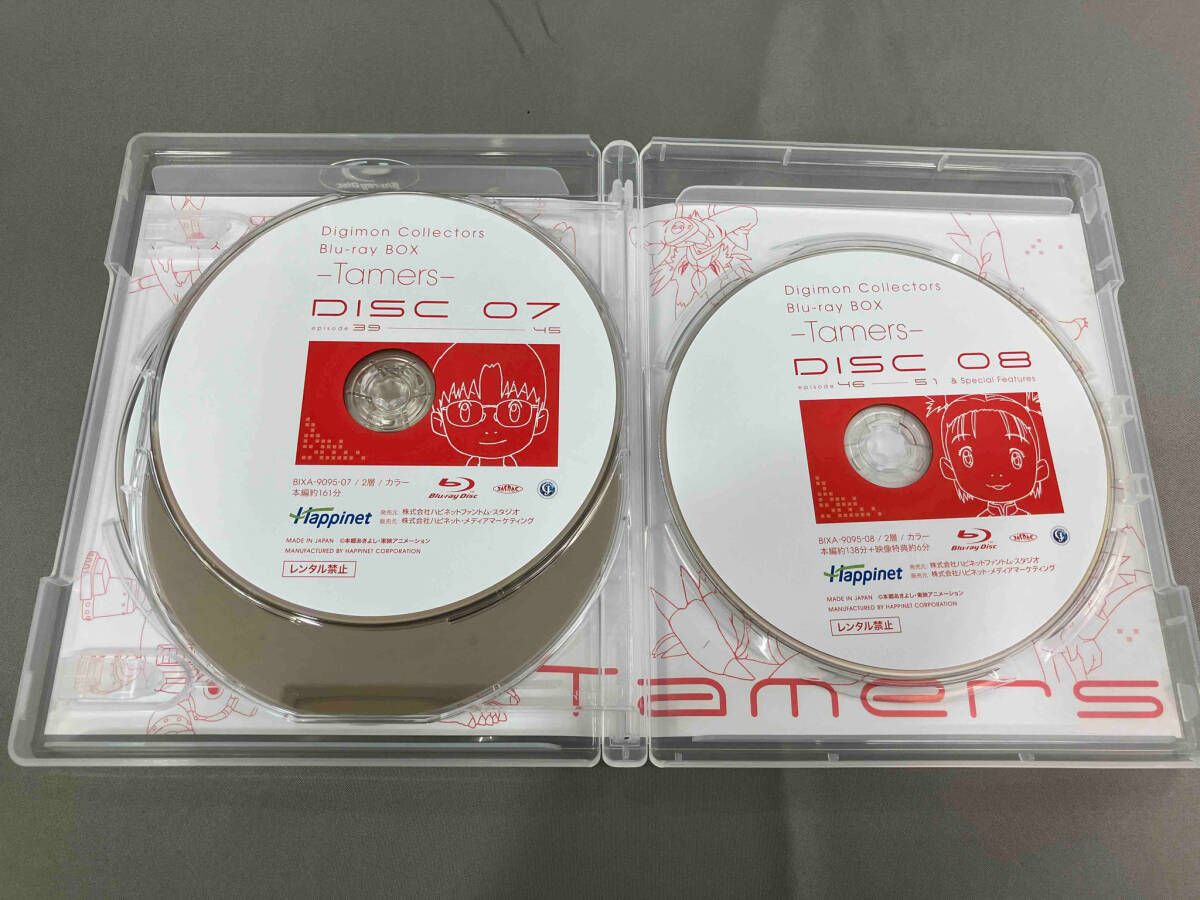 Blu-ray Disc
Digimon Collectors
Blu-ray BOX
–Tamers–
DISC 07
episode 39 45
BIXA-9095-07 / 2層 / カラー
本編約161分
Blu-ray Disc
Happinet
発売元 株式会社ハピネットファントム・スタジオ
販売元 株式会社ハピネット・メディアマーケティング
MADE IN JAPAN ©本郷あきよし・東映アニメーション
MANUFACTURED BY HAPPINET CORPORATION
レンタル禁止
Digimon Collectors
Blu-ray BOX
–Tamers–
DISC 08
episode 46 51 & Special Features
BIXA-9095-08 / 2層 / カラー
本編約138分+映像特典約6分
Blu-ray Disc
Happinet
発売元 株式会社ハピネットファントム・スタジオ
販売元 株式会社ハピネット・メディアマーケティング
MADE IN JAPAN ©本郷あきよし・東映アニメーション
MANUFACTURED BY HAPPINET CORPORATION
レンタル禁止
Tamers